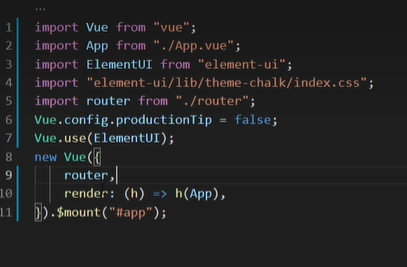 ...
1 import Vue from "vue";
2 import App from "./App.vue";
3 import ElementUI from "element-ui";
4 import "element-ui/lib/theme-chalk/index.css";
5 import router from "./router";
6 Vue.config.productionTip = false;
7 Vue.use(ElementUI);
8 new Vue({
9     router,
10     render: (h) => h(App),
11 }).$mount("#app");